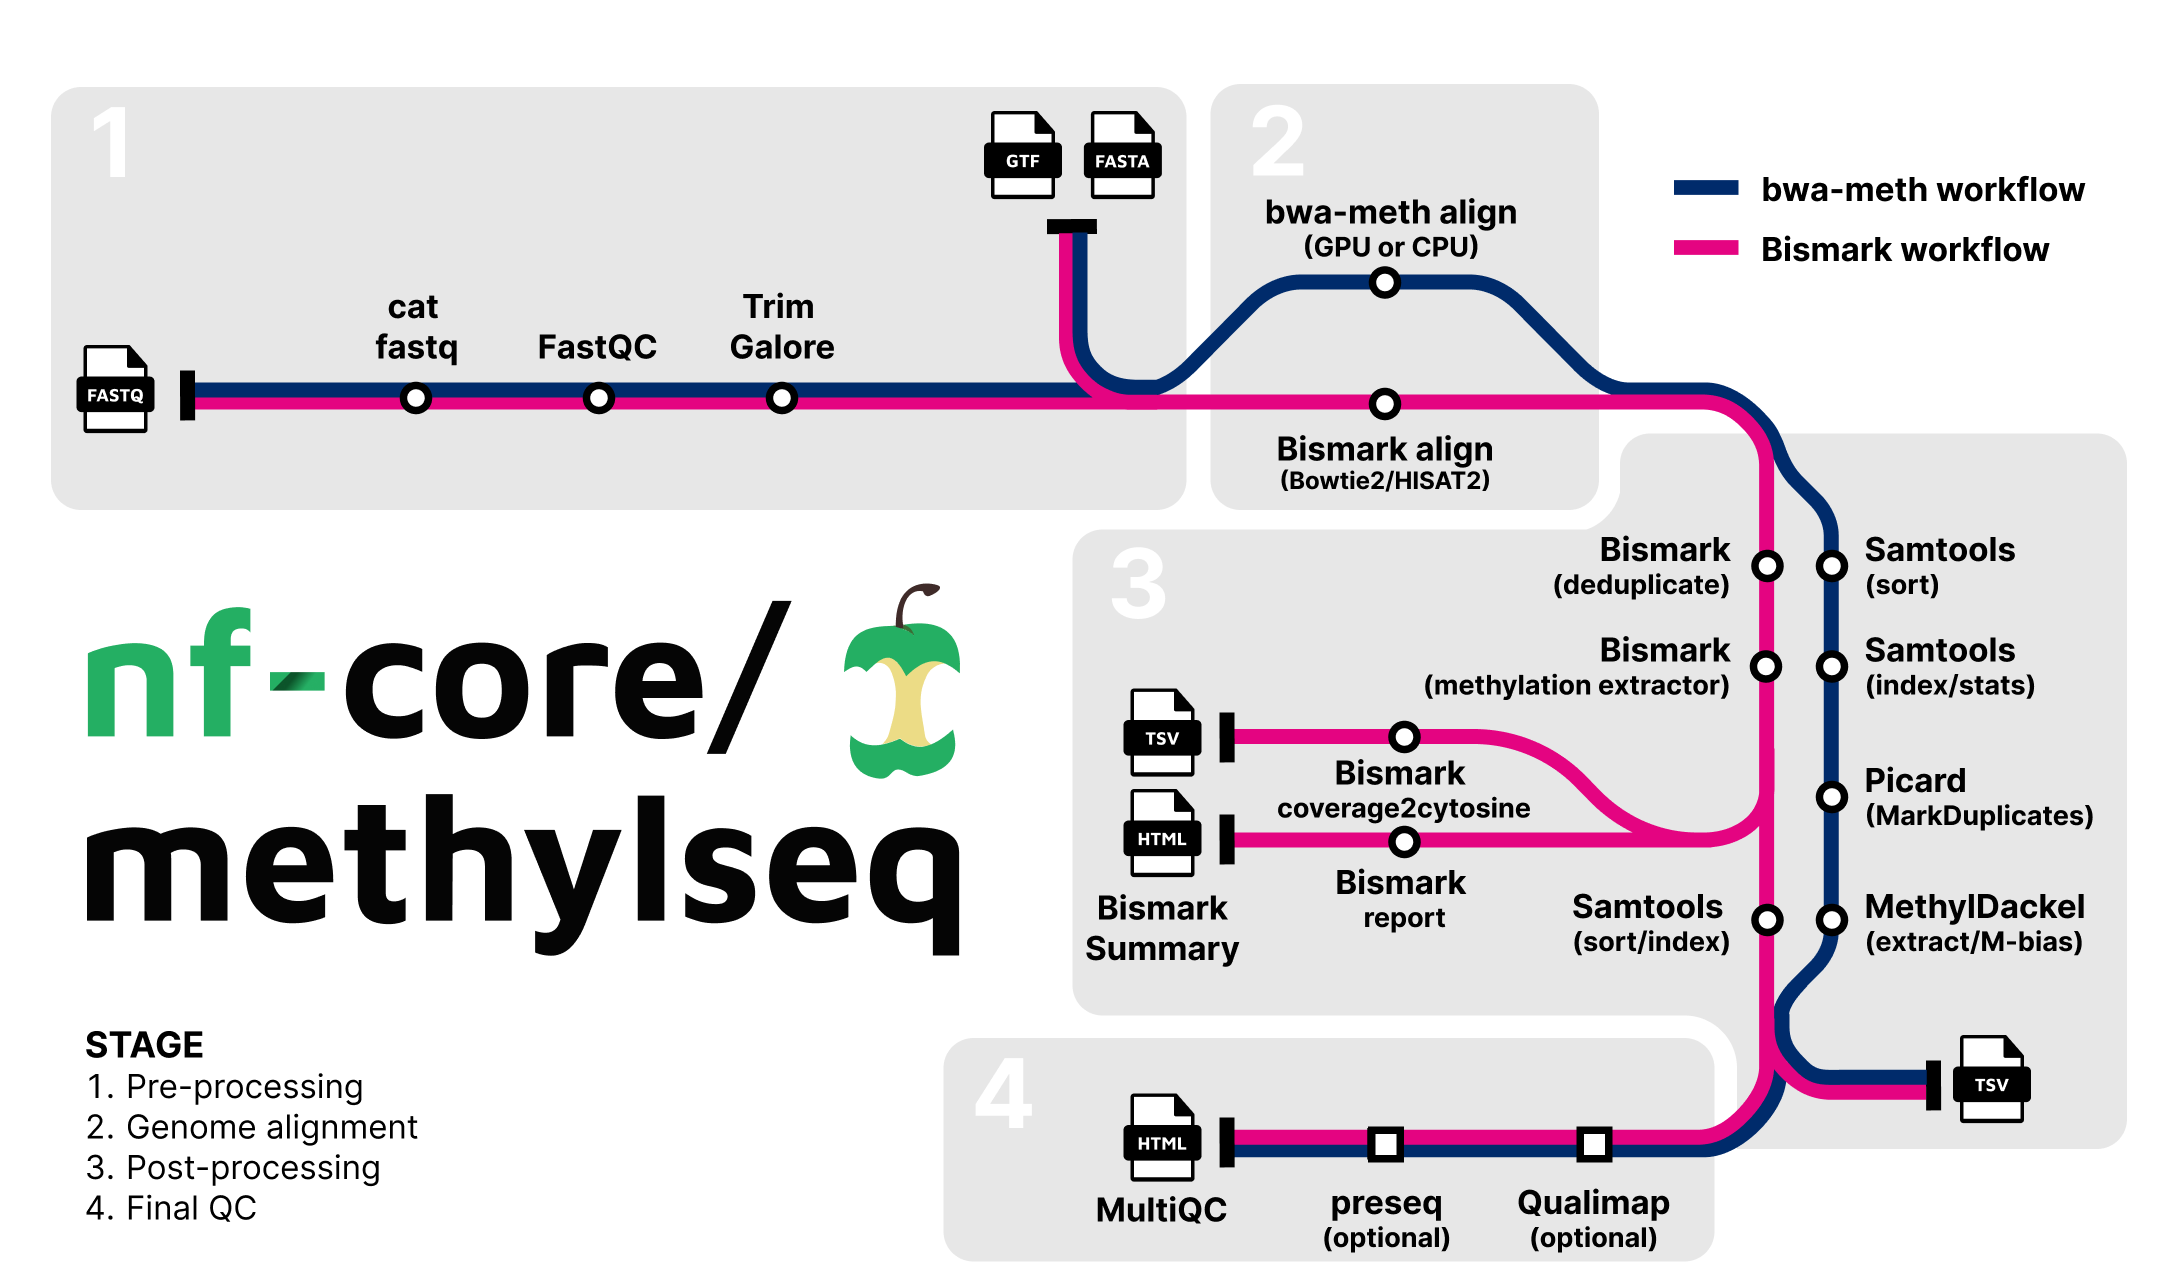 1
GTF
FASTA
cat
fastq
FastQC
Trim
Galore
FASTQ
2
bwa-meth align
(GPU or CPU)
Bismark align
(Bowtie2/HISAT2)
bwa-meth workflow
Bismark workflow
3
Bismark
(deduplicate)
Samtools
(sort)
Bismark
(methylation extractor)
Samtools
(index/stats)
TSV
Bismark
coverage2cytosine
Picard
(MarkDuplicates)
HTML
Bismark
Summary
Bismark
report
Samtools
(sort/index)
MethylDackel
(extract/M-bias)
TSV
nf-core/
methylseq
STAGE
1. Pre-processing
2. Genome alignment
3. Post-processing
4. Final QC
4
HTML
MultiQC
preseq
(optional)
Qualimap
(optional)